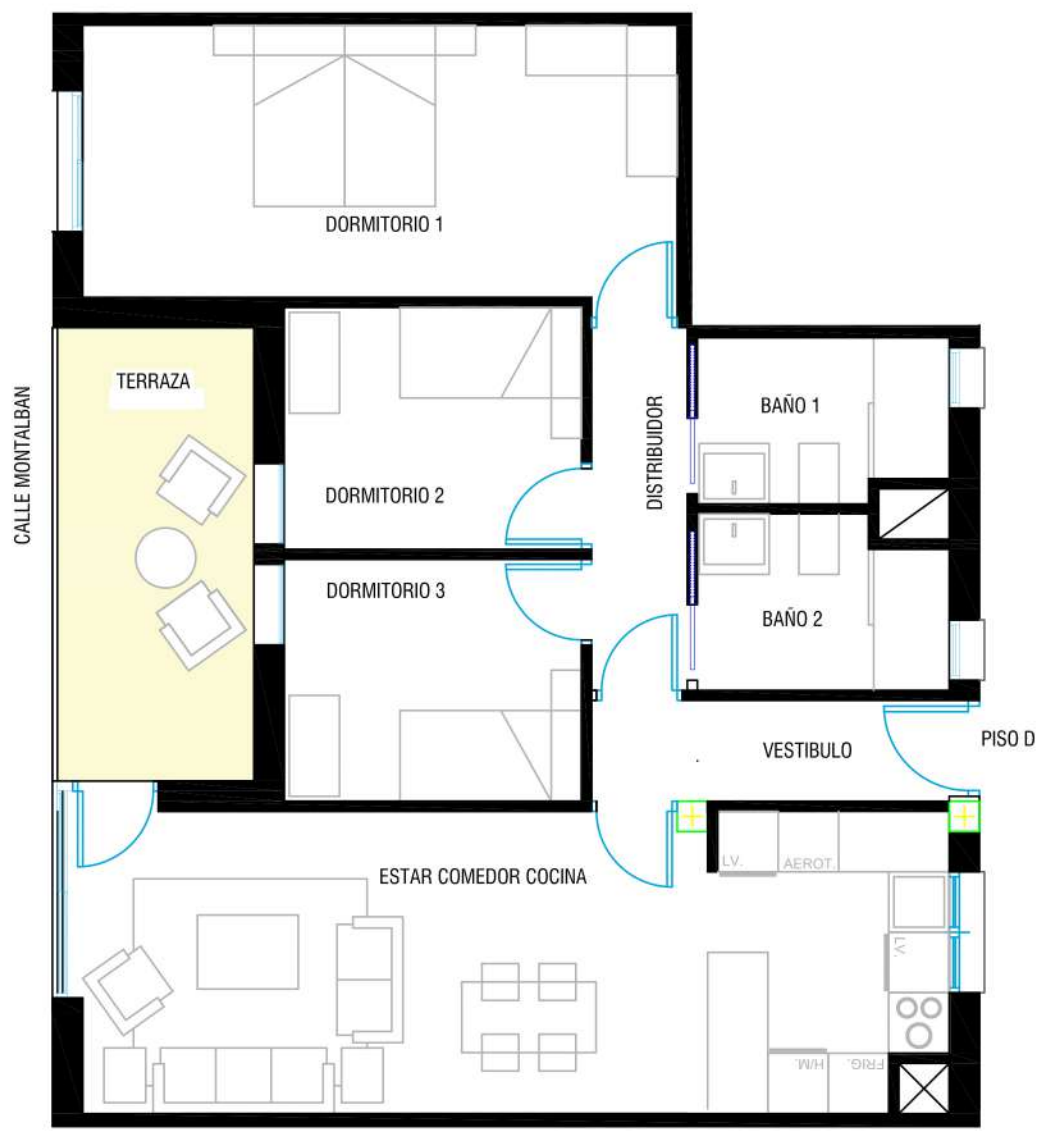 DORMITORIO 1
CALLE MONTALBAN
TERRAZA
DISTRIBUIDOR
BAÑO 1
DORMITORIO 2
DORMITORIO 3
BAÑO 2
VESTIBULO
PISO D
LV.
AEROT.
ESTAR COMEDOR COCINA
LV.
H/M.
FRIG.